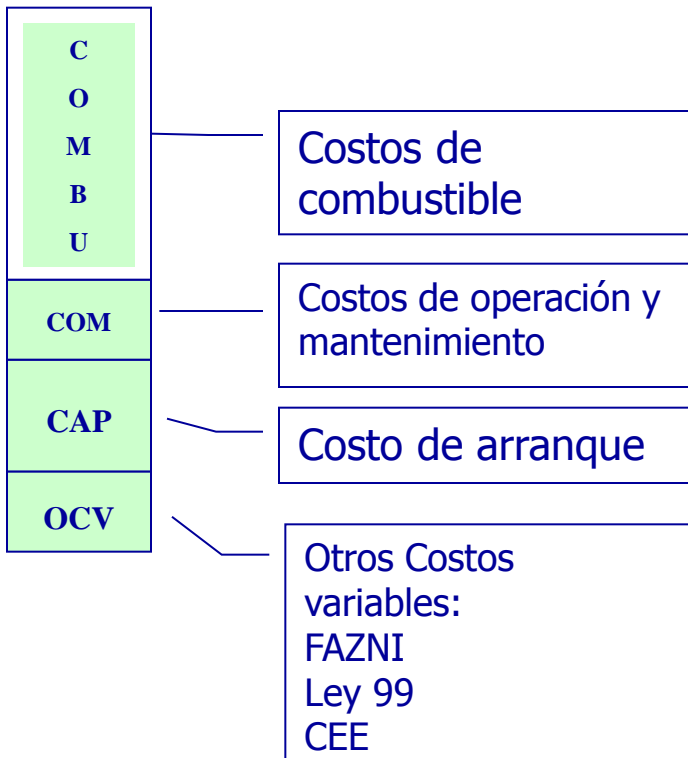 C
O
M
B
U
Costos de
combustible
COM
Costos de operación y
mantenimiento
CAP
Costo de arranque
OCV
Otros Costos
variables:
FAZNI
Ley 99
CEE